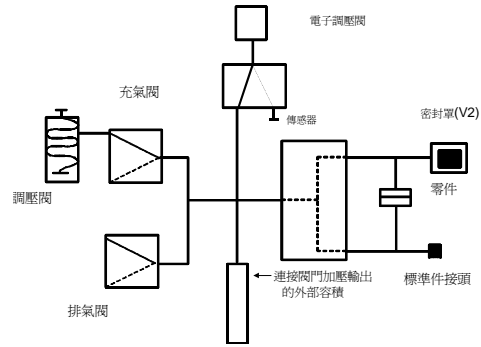 電子調壓閥
充氣閥
傳感器
密封罩(V2)
調壓閥
零件
連接閥門加壓輸出
的外部容積
標準件接頭
排氣閥